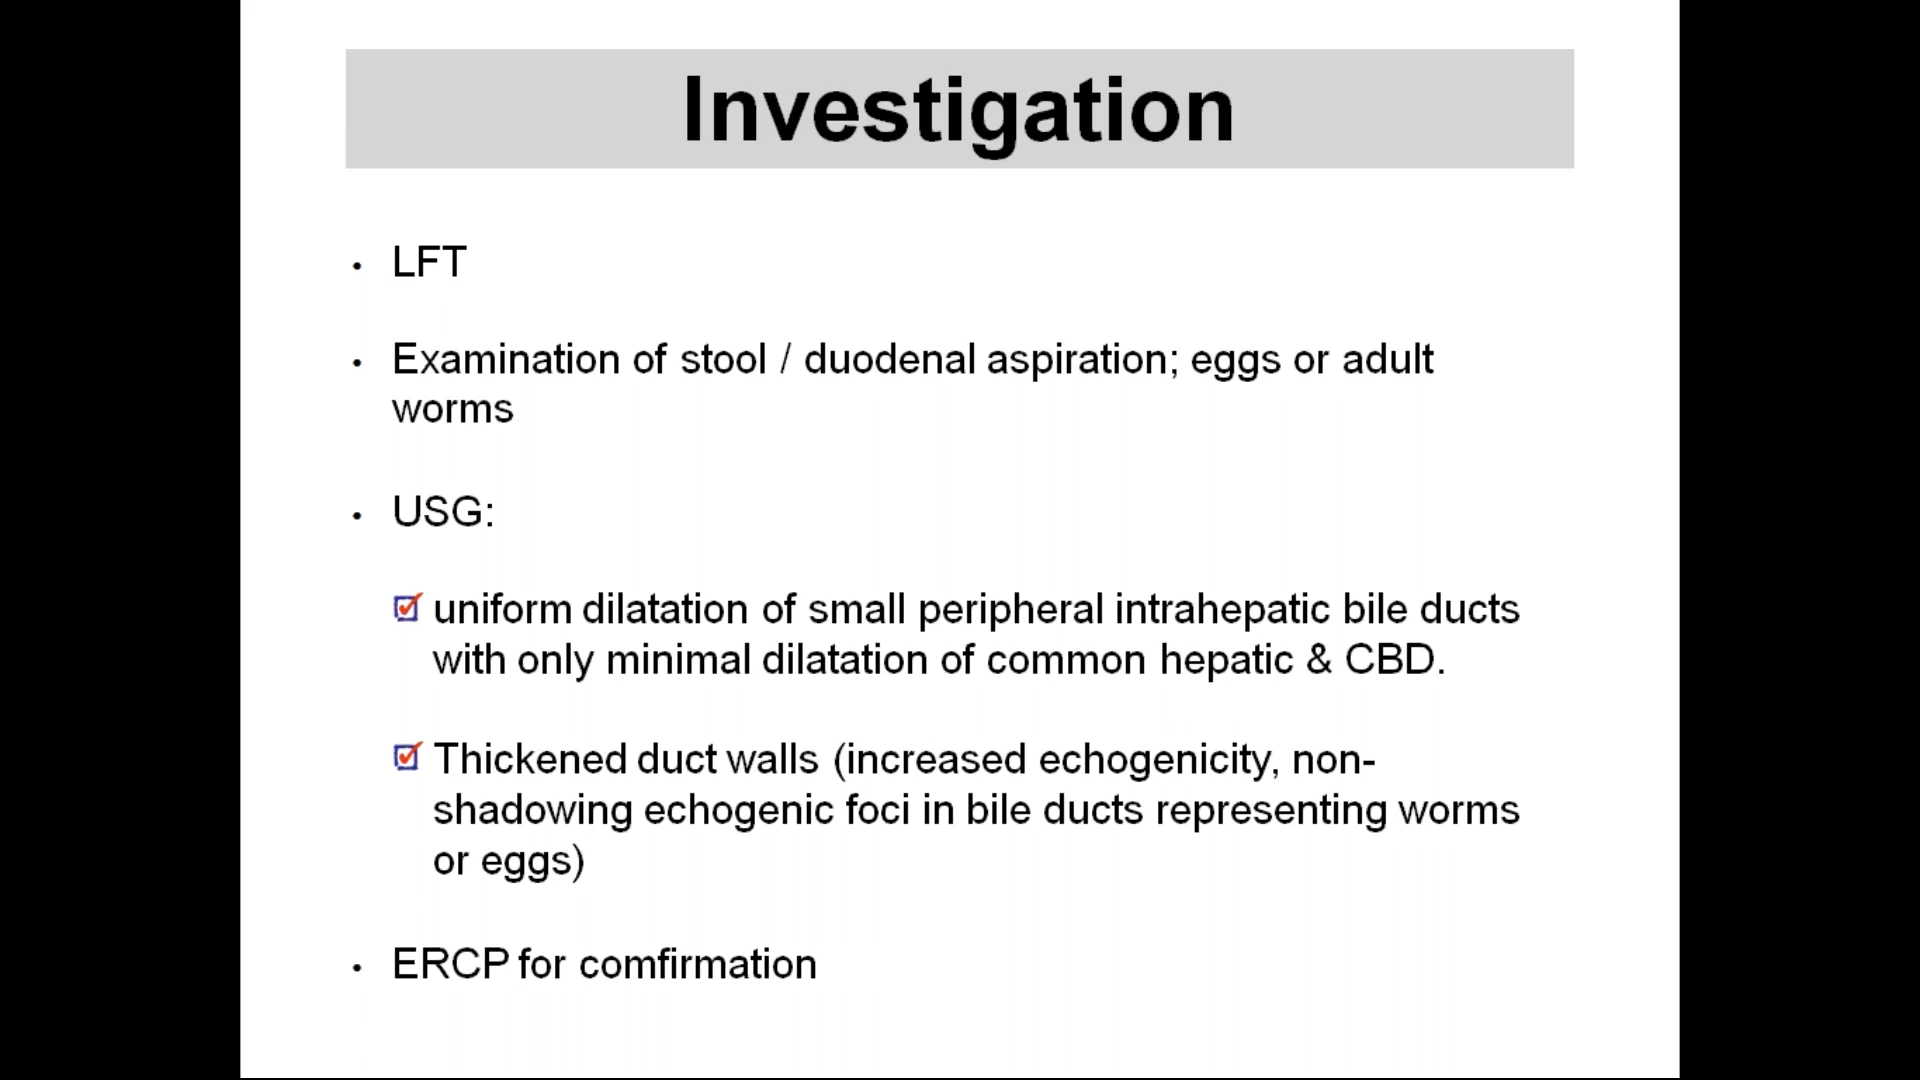 Investigation
• LFT
• Examination of stool / duodenal aspiration; eggs or adult
worms
• USG:
uniform dilatation of small peripheral intrahepatic bile ducts
with only minimal dilatation of common hepatic & CBD.
Thickened duct walls (increased echogenicity, non-
shadowing echogenic foci in bile ducts representing worms
or eggs)
• ERCP for comfirmation